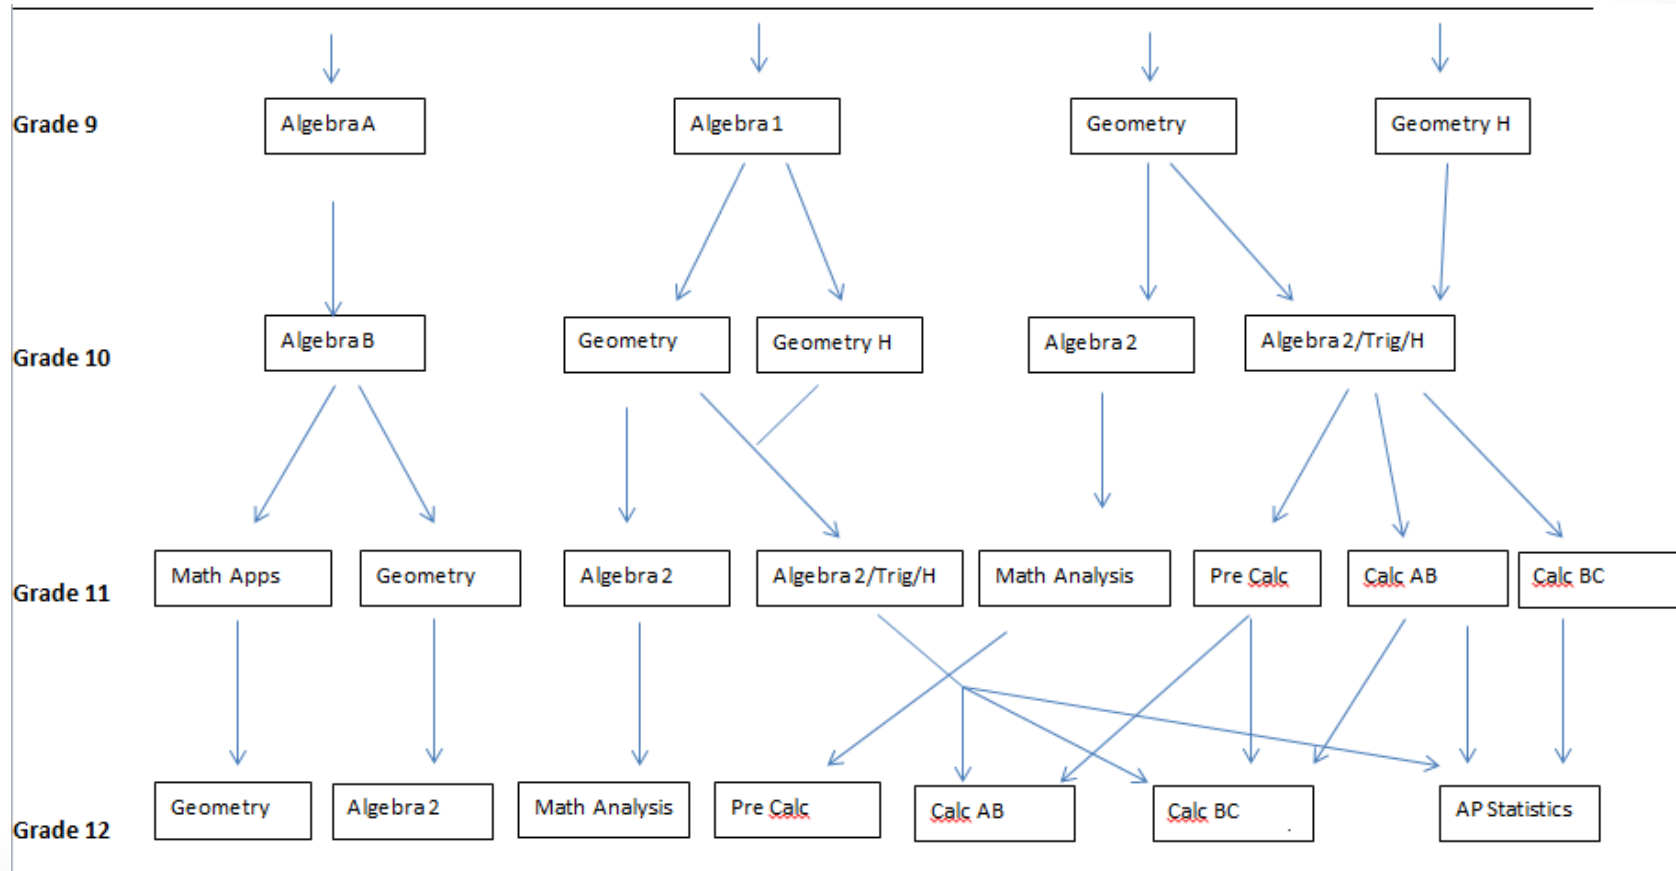 Grade 9
Algebra A
Algebra 1
Geometry
Geometry H
Grade 10
Algebra B
Geometry
Geometry H
Algebra 2
Algebra 2/Trig/H
Grade 11
Math Apps
Geometry
Algebra 2
Algebra 2/Trig/H
Math Analysis
Pre Calc
Calc AB
Calc BC
Grade 12
Geometry
Algebra 2
Math Analysis
Pre Calc
Calc AB
Calc BC
AP Statistics